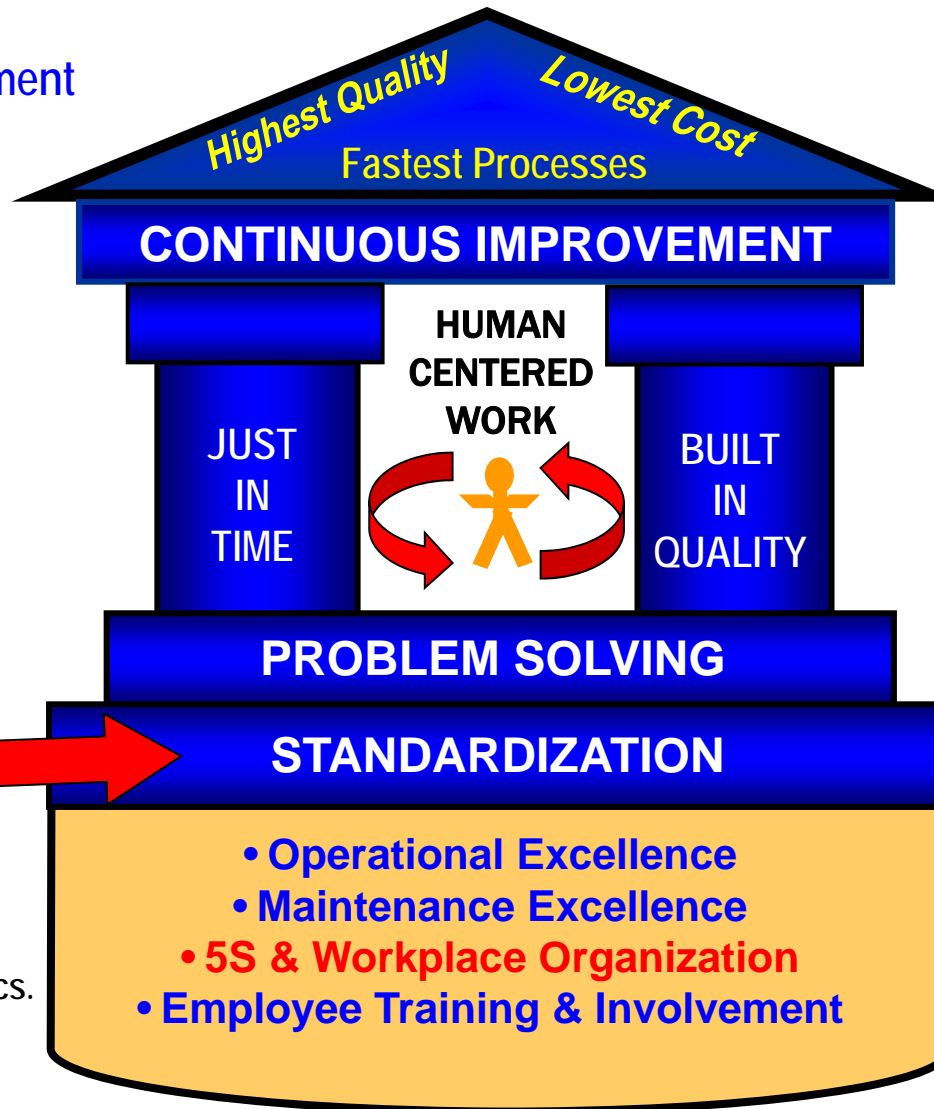 ment
Highest Quality
Lowest Cost
Fastest Processes
CONTINUOUS IMPROVEMENT
HUMAN
CENTERED
WORK
JUST
IN
TIME
BUILT
IN
QUALITY
PROBLEM SOLVING
STANDARDIZATION
• Operational Excellence
• Maintenance Excellence
• 5S & Workplace Organization
cs.
• Employee Training & Involvement